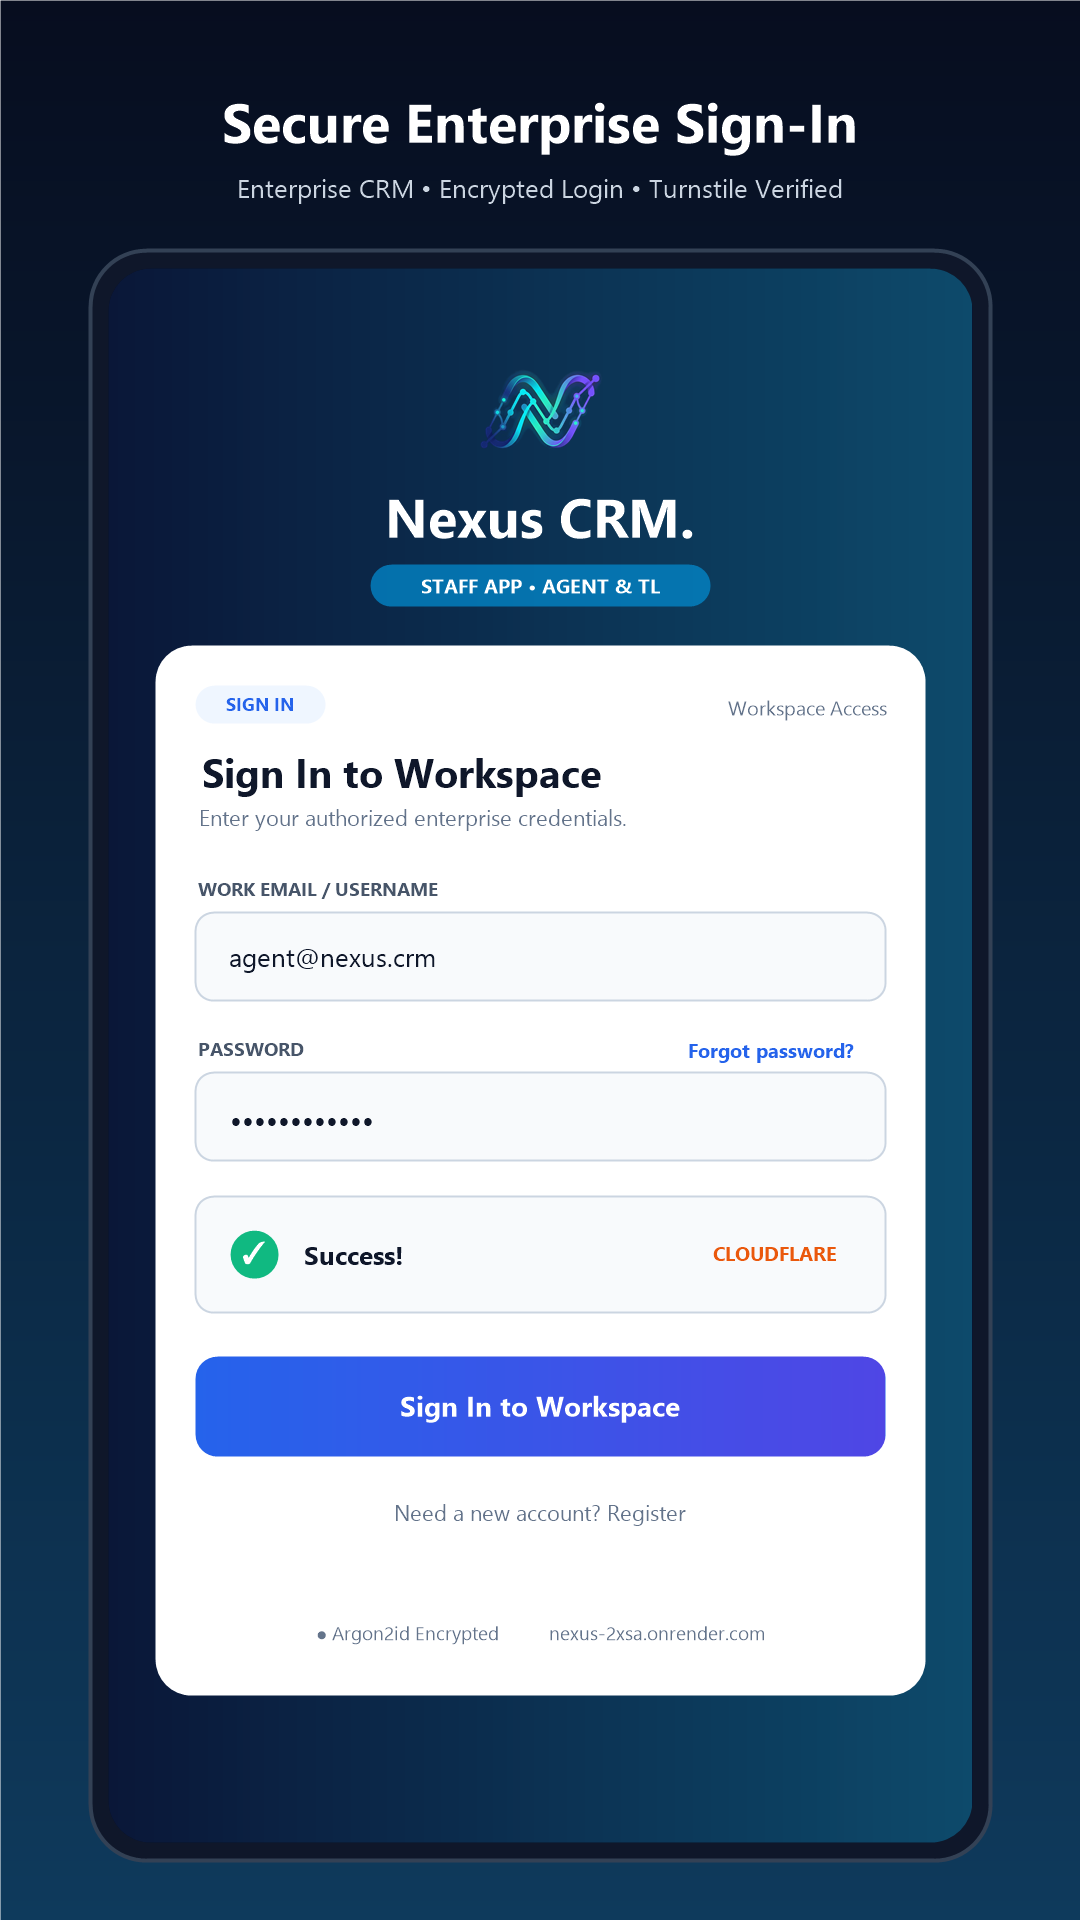 Secure Enterprise Sign-In
Enterprise CRM • Encrypted Login • Turnstile Verified
Nexus CRM.
STAFF APP • AGENT & TL
SIGN IN
Workspace Access
Sign In to Workspace
Enter your authorized enterprise credentials.
WORK EMAIL / USERNAME
agent@nexus.crm
PASSWORD
Forgot password?
••••••••••••
✓ Success!
CLOUDFLARE
Sign In to Workspace
Need a new account? Register
● Argon2id Encrypted
nexus-2xsa.onrender.com